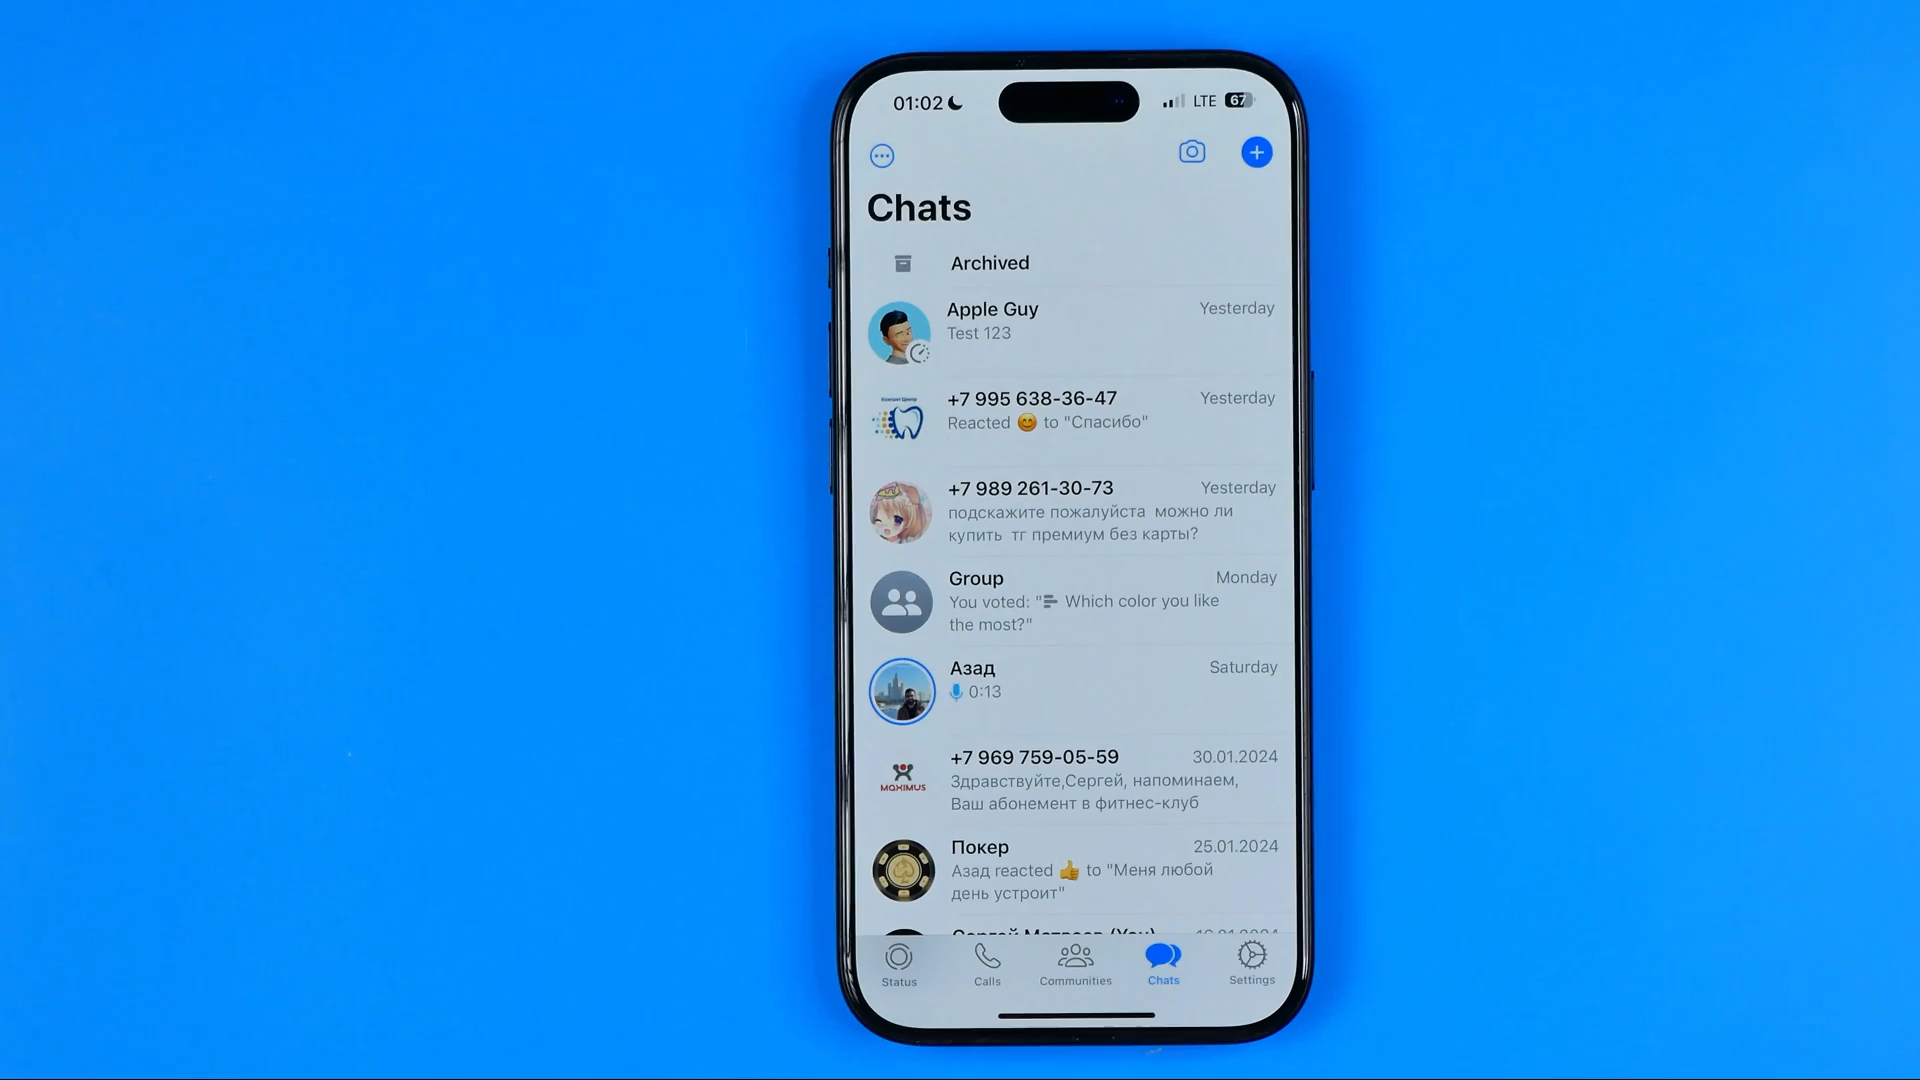 01:02
LTE 67
Chats
Archived
Apple Guy Yesterday
Test 123
+7 995 638-36-47 Yesterday
Reacted 😊 to "Спасибо"
+7 989 261-30-73 Yesterday
подскажите пожалуйста можно ли
купить тг премиум без карты?
Group Monday
You voted: "Which color you like
the most?"
Азад Saturday
0:13
+7 969 759-05-59 30.01.2024
MAXIMUS
Здравствуйте,Сергей, напоминаем,
Ваш абонемент в фитнес-клуб
Покер 25.01.2024
Азад reacted 👍 to "Меня любой
день устроит"
Status Calls Communities Chats Settings